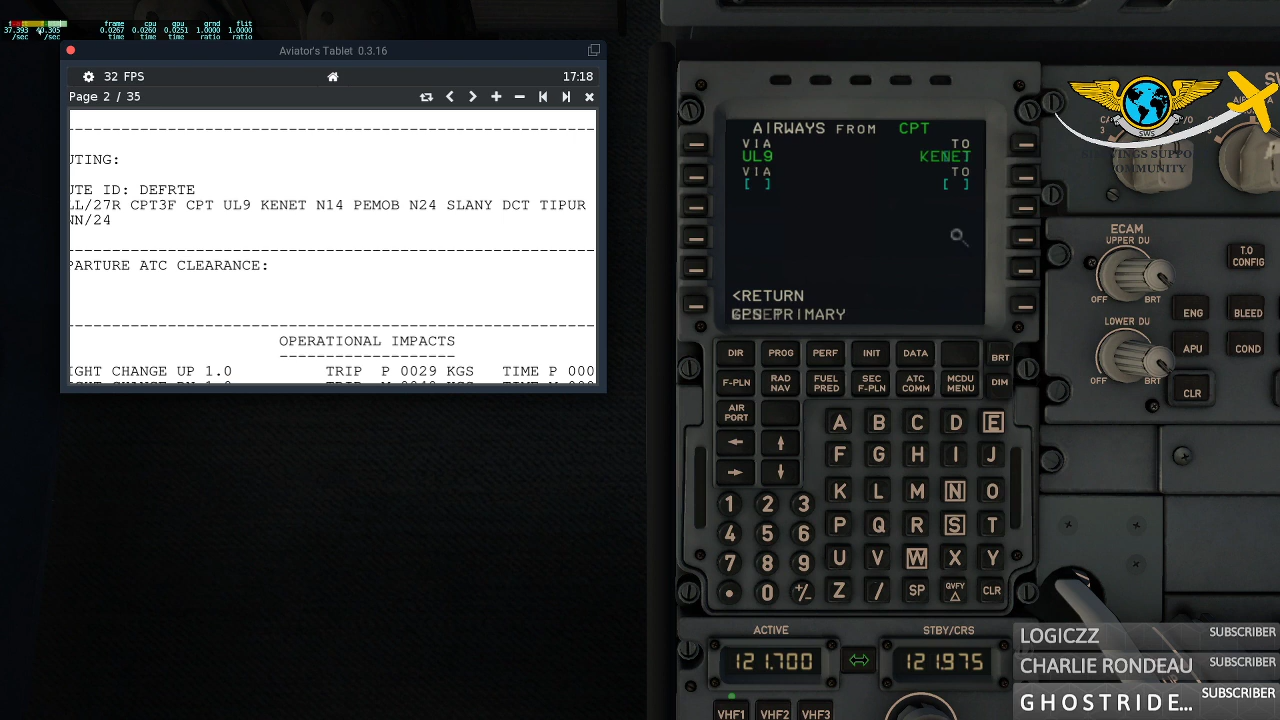 frame cpu gpu grnd flit
37.393 0.0267 0.0260 0.0251 1.0000 1.0000
/sec /sec time time time ratio ratio
Aviator's Tablet 0.3.16
32 FPS
17:18
Page 2 / 35
UTING:
UTE ID: DEFRTE
LL/27R CPT3F CPT UL9 KENET N14 PEMOB N24 SLANY DCT TIPUR
NN/24
PARTURE ATC CLEARANCE:
OPERATIONAL IMPACTS
IGHT CHANGE UP 1.0 TRIP P 0029 KGS TIME P 000
AIRWAYS FROM CPT
VIA TO
UL9 KENET
VIA TO
[ ] [ ]
<RETURN
GPS PRIMARY
DIR PROG PERF INIT DATA BRT
F-PLN RAD NAV FUEL PRED SEC F-PLN ATC COMM MCDU MENU DIM
AIR PORT
← ↑
→ ↓
A B C D E
F G H I J
K L M N O
P Q R S T
U V W X Y
Z / SP OVFY Δ CLR
1 2 3
4 5 6
7 8 9
. 0 +/-
ECAM
UPPER DU
OFF BRT
LOWER DU
OFF BRT
T.O CONFIG
ENG BLEED
APU COND
CLR
SWS
COMMUNITY
ACTIVE STBY/CRS
121.700 121.975
VHF1 VHF2 VHF3
LOGICZZ SUBSCRIBER
CHARLIE RONDEAU SUBSCRIBER
GHOSTRIDE... SUBSCRIBER